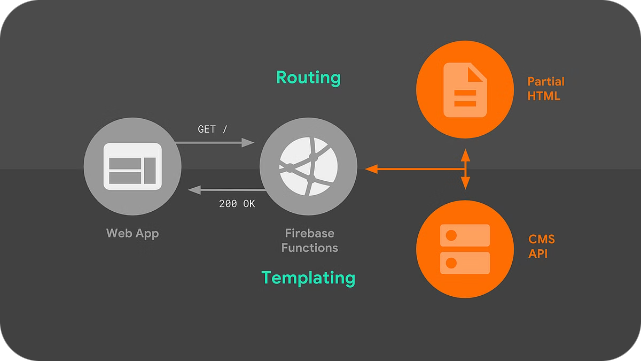 Routing
Partial
HTML
GET /
200 OK
Web App
Firebase
Functions
CMS
API
Templating